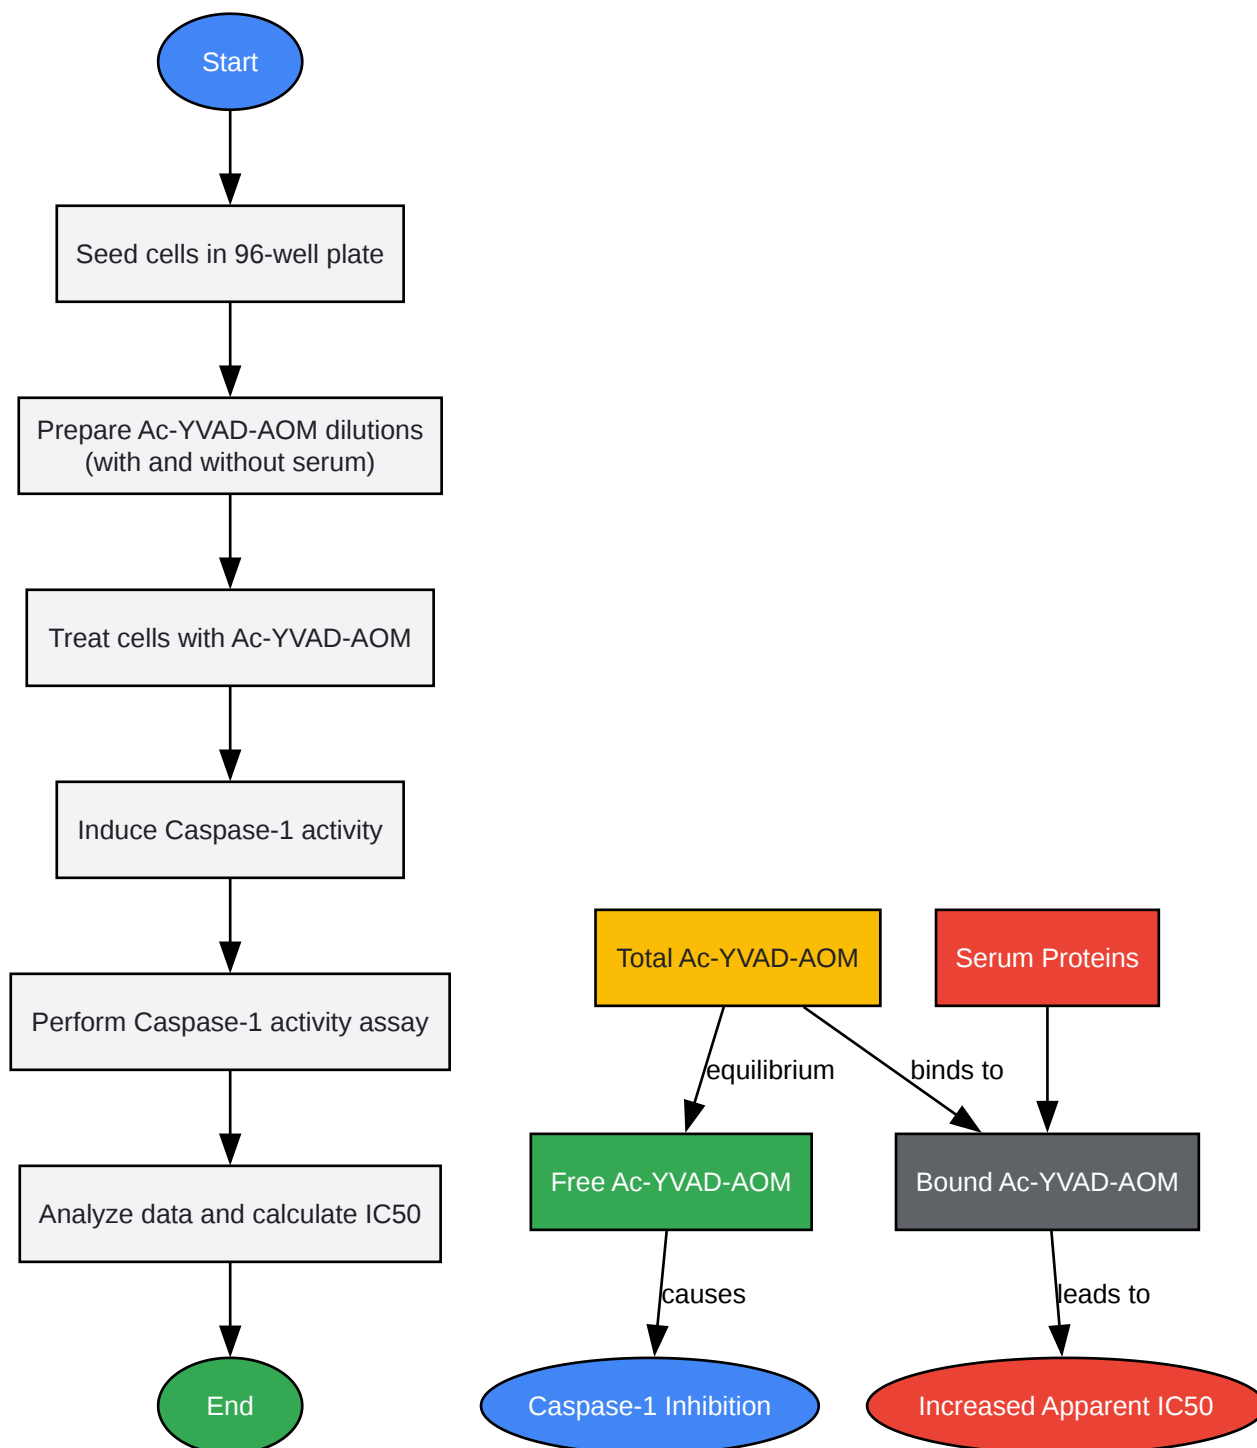 Start
Seed cells in 96-well plate
Prepare Ac-YVAD-AOM dilutions
(with and without serum)
Treat cells with Ac-YVAD-AOM
Induce Caspase-1 activity
Perform Caspase-1 activity assay
Analyze data and calculate IC50
End
Total Ac-YVAD-AOM
Serum Proteins
equilibrium
binds to
Free Ac-YVAD-AOM
Bound Ac-YVAD-AOM
causes
leads to
Caspase-1 Inhibition
Increased Apparent IC50